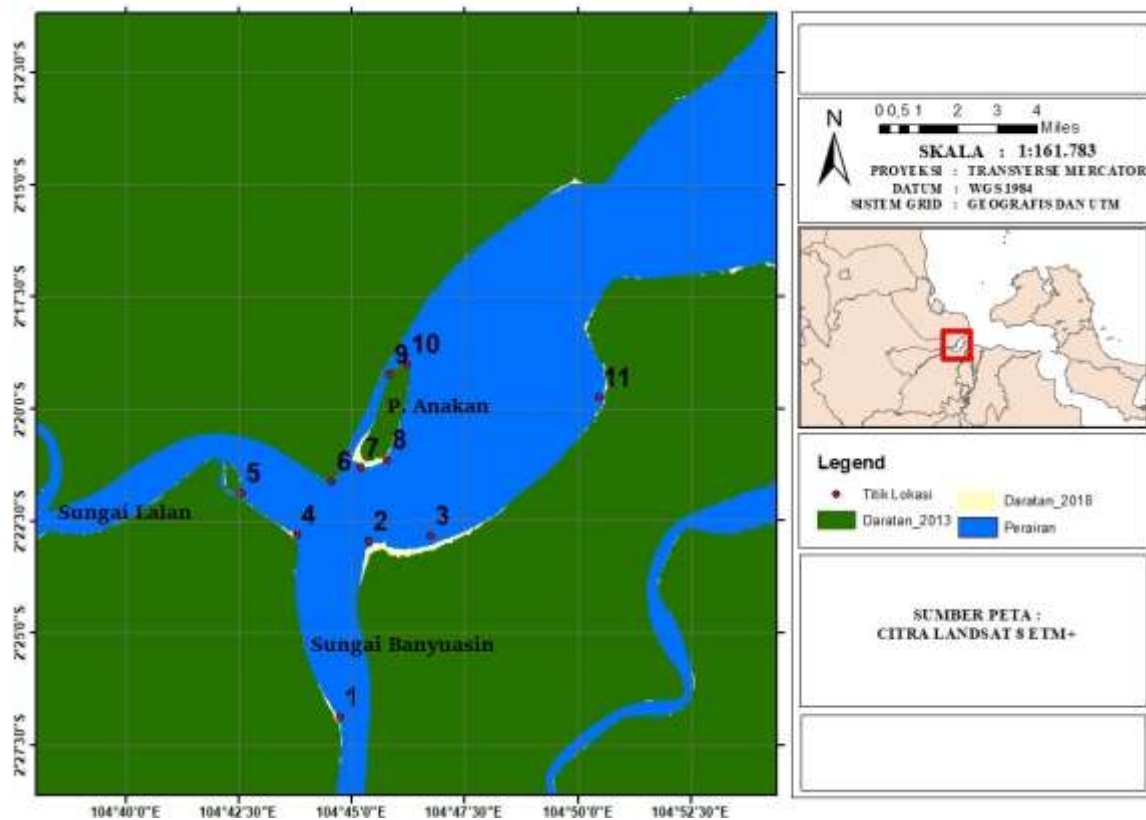 2°12'30"S
2°15'0"S
2°17'30"S
2°20'0"S
2°22'30"S
2°25'0"S
2°27'30"S
10
9
11
P. Anakan
7
8
6
5
Sungai Lalan
4
2
3
Sungai Banyuasin
1
104°40'0"E
104°42'30"E
104°45'0"E
104°47'30"E
104°50'0"E
104°52'30"E
N
0 0,5 1 2 3 4
Miles
SKALA : 1:161.783
PROYEKSI : TRANSVERSE MERCATOR
DATUM : WGS 1984
SISTEM GRID : GEOGRAFIS DAN UTM
Legend
Titik Lokasi
Daratan_2018
Daratan_2013
Perairan
SUMBER PETA :
CITRA LANDSAT 8 ETM+